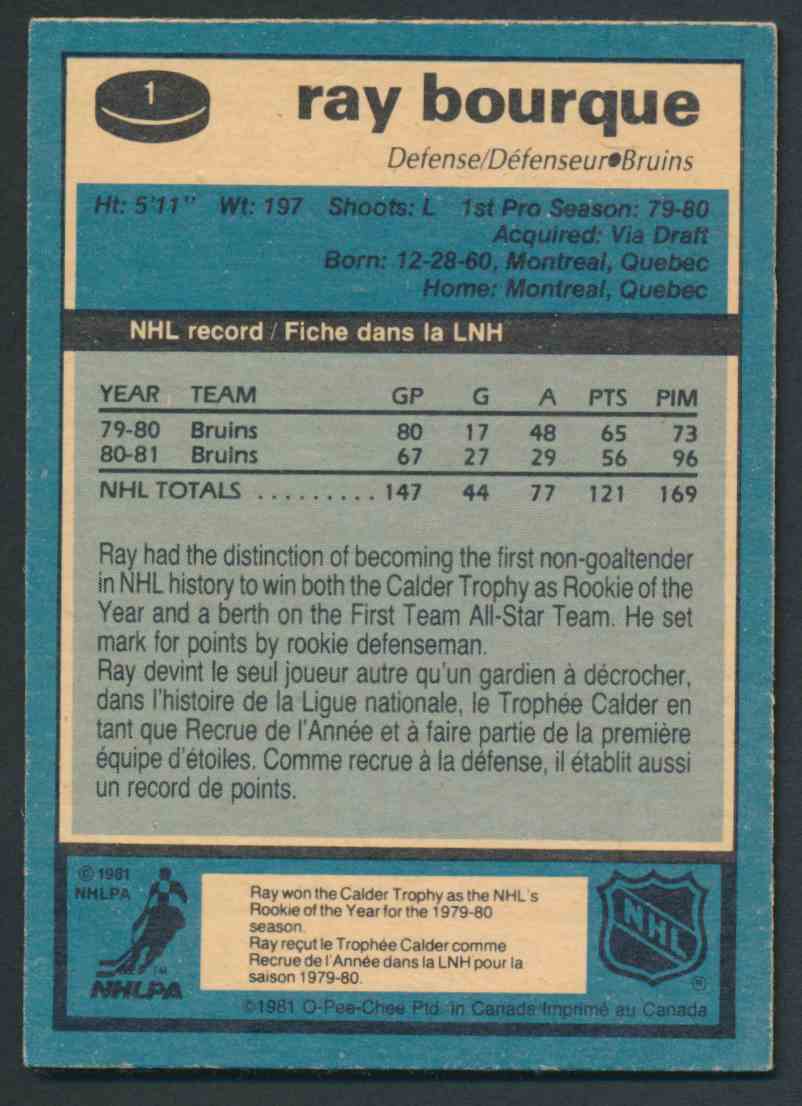 1
ray bourque
Defense/Défenseur●Bruins
Ht: 5'11" Wt: 197 Shoots: L 1st Pro Season: 79-80
Acquired: Via Draft
Born: 12-28-60, Montreal, Quebec
Home: Montreal, Quebec
NHL record / Fiche dans la LNH
YEAR TEAM GP G A PTS PIM
79-80 Bruins 80 17 48 65 73
80-81 Bruins 67 27 29 56 96
NHL TOTALS ......... 147 44 77 121 169
Ray had the distinction of becoming the first non-goaltender
in NHL history to win both the Calder Trophy as Rookie of the
Year and a berth on the First Team All-Star Team. He set
mark for points by rookie defenseman.
Ray devint le seul joueur autre qu'un gardien à décrocher,
dans l'histoire de la Ligue nationale, le Trophée Calder en
tant que Recrue de l'Année et à faire partie de la première
équipe d'étoiles. Comme recrue à la défense, il établit aussi
un record de points.
© 1981
NHLPA
TM
NHLPA
Ray won the Calder Trophy as the NHL's
Rookie of the Year for the 1979-80
season.
Ray reçut le Trophée Calder comme
Recrue de l'Année dans la LNH pour la
saison 1979-80.
NHL
®
©1981 O-Pee-Chee Ptd. in Canada/Imprimé au Canada